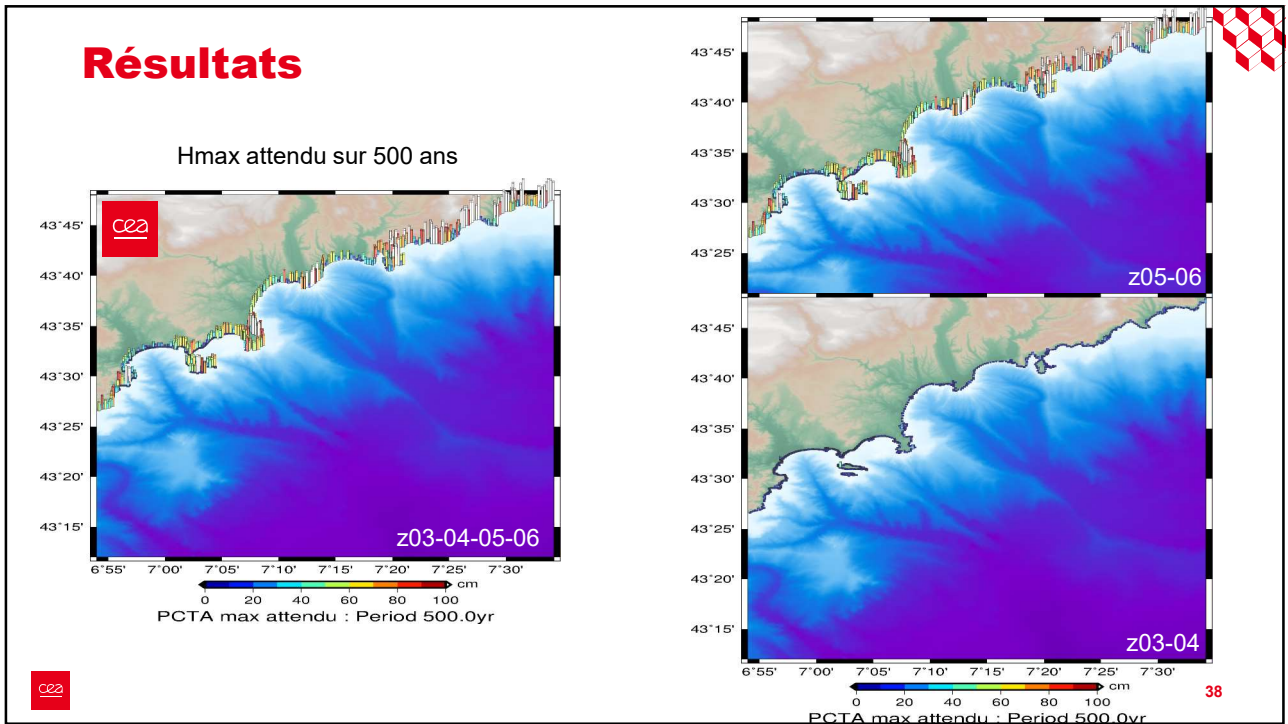 Résultats
Hmax attendu sur 500 ans
cea
43°45'
43°40'
43°35'
43°30'
43°25'
43°20'
43°15'
z03-04-05-06
6°55' 7°00' 7°05' 7°10' 7°15' 7°20' 7°25' 7°30'
cm
0 20 40 60 80 100
PCTA max attendu : Period 500.0yr
43°45'
43°40'
43°35'
43°30'
43°25'
z05-06
43°45'
43°40'
43°35'
43°30'
43°25'
43°20'
43°15'
z03-04
6°55' 7°00' 7°05' 7°10' 7°15' 7°20' 7°25' 7°30'
cm
0 20 40 60 80 100
PCTA max attendu : Period 500.0yr
cea
38